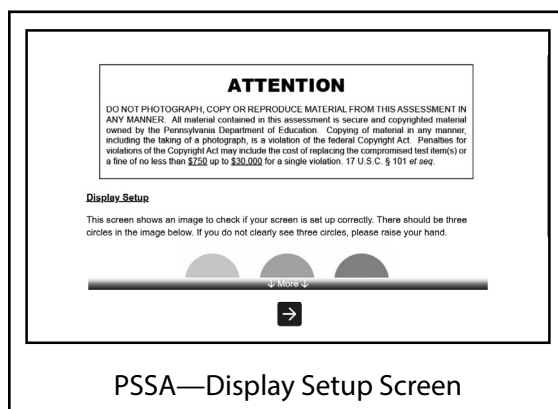 ATTENTION
DO NOT PHOTOGRAPH, COPY OR REPRODUCE MATERIAL FROM THIS ASSESSMENT IN
ANY MANNER. All material contained in this assessment is secure and copyrighted material
owned by the Pennsylvania Department of Education. Copying of material in any manner,
including the taking of a photograph, is a violation of the federal Copyright Act. Penalties for
violations of the Copyright Act may include the cost of replacing the compromised test item(s) or
a fine of no less than $750 up to $30,000 for a single violation. 17 U.S.C. § 101 et seq.
Display Setup
This screen shows an image to check if your screen is set up correctly. There should be three
circles in the image below. If you do not clearly see three circles, please raise your hand.
↓ More ↓
PSSA—Display Setup Screen